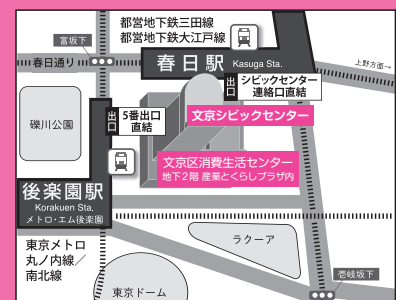 都営地下鉄三田線
都営地下鉄大江戸線
富坂下
春日通り
春日駅 Kasuga Sta.
上野方面→
出口
シビックセンター
連絡口直結
出口
5番出口
直結
文京シビックセンター
礫川公園
文京区消費生活センター
地下2階 産業とくらしプラザ内
後楽園駅
Korakuen Sta.
メトロ・エム後楽園
東京メトロ
丸ノ内線／
南北線
ラクーア
壱岐坂下
東京ドーム